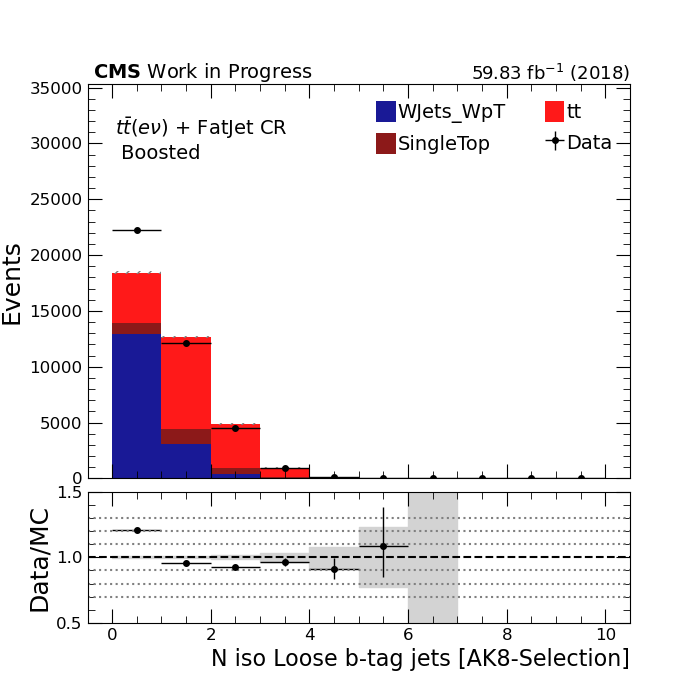 CMS Work in Progress 59.83 fb⁻¹ (2018)
35000
30000
25000
20000
15000
10000
5000
0
Events
tt̄(eν) + FatJet CR
Boosted
WJets_WpT tt
SingleTop Data
1.5
1.0
0.5
Data/MC
0 2 4 6 8 10
N iso Loose b-tag jets [AK8-Selection]